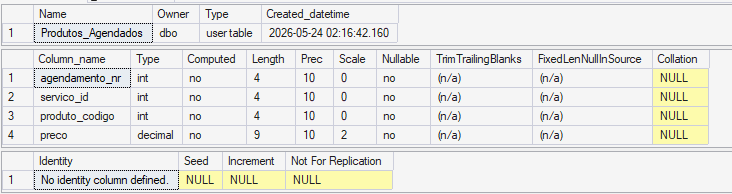 Name Owner Type Created_datetime
1 Produtos_Agendados dbo user table 2026-05-24 02:16:42.160
Column_name Type Computed Length Prec Scale Nullable TrimTrailingBlanks FixedLenNullInSource Collation
1 agendamento_nr int no 4 10 0 no (n/a) (n/a) NULL
2 servico_id int no 4 10 0 no (n/a) (n/a) NULL
3 produto_codigo int no 4 10 0 no (n/a) (n/a) NULL
4 preco decimal no 9 10 2 no (n/a) (n/a) NULL
Identity Seed Increment Not For Replication
1 No identity column defined. NULL NULL NULL